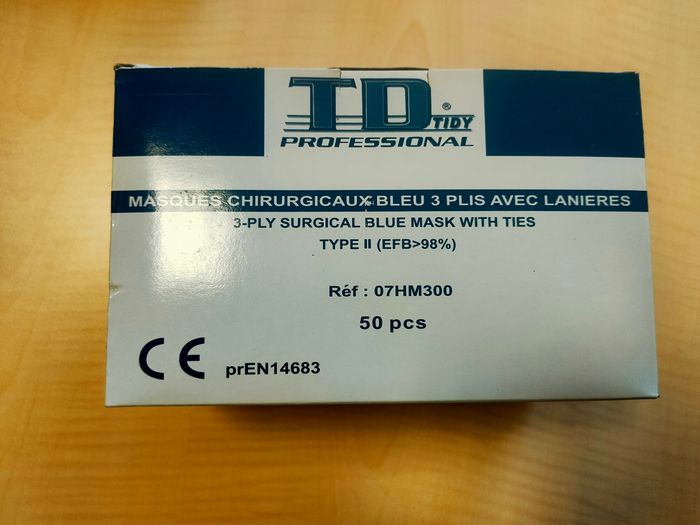 TD ® TIDY
PROFESSIONAL
MASQUES CHIRURGICAUX BLEU 3 PLIS AVEC LANIERES
3-PLY SURGICAL BLUE MASK WITH TIES
TYPE II (EFB>98%)
Réf : 07HM300
50 pcs
CE prEN14683